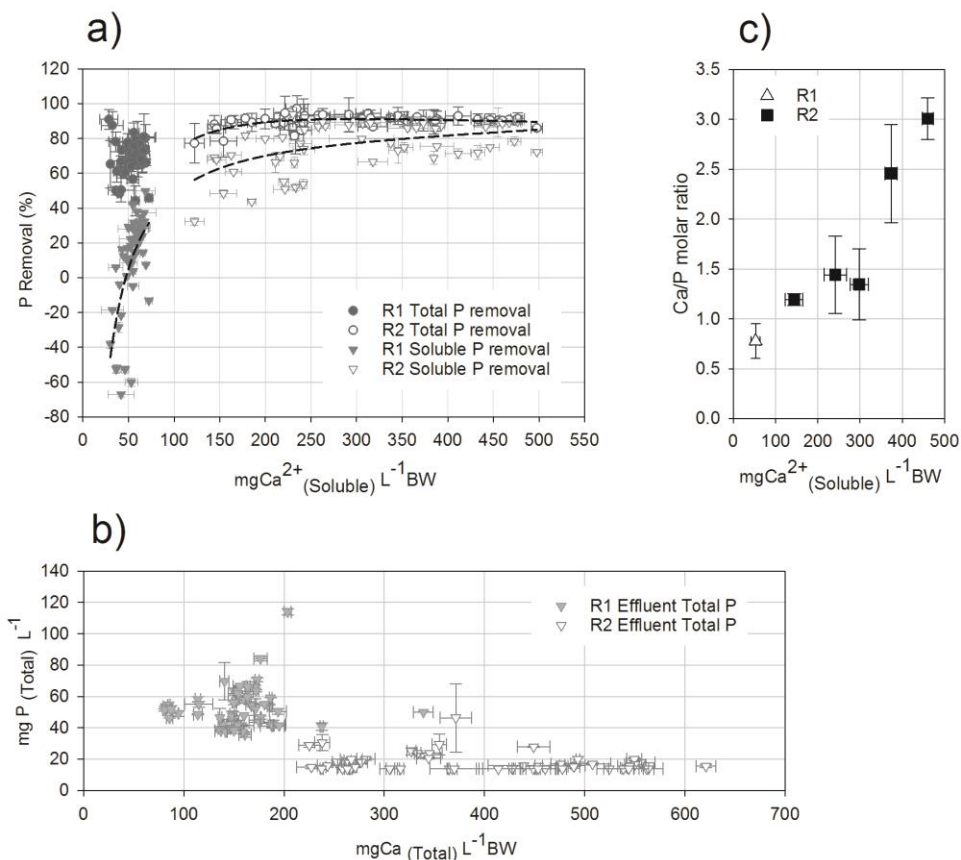 a)
120
100
80
60
40
20
0
-20
-40
-60
-80
P Removal (%)
R1 Total P removal
R2 Total P removal
R1 Soluble P removal
R2 Soluble P removal
0 50 100 150 200 250 300 350 400 450 500 550
mgCa2+ (Soluble) L-1BW
c)
3.5
3.0
2.5
2.0
1.5
1.0
0.5
0.0
Ca/P molar ratio
R1
R2
0 100 200 300 400 500
mgCa2+ (Soluble) L-1BW
b)
140
120
100
80
60
40
20
0
mg P (Total) L-1
R1 Effluent Total P
R2 Effluent Total P
0 100 200 300 400 500 600 700
mgCa (Total) L-1BW